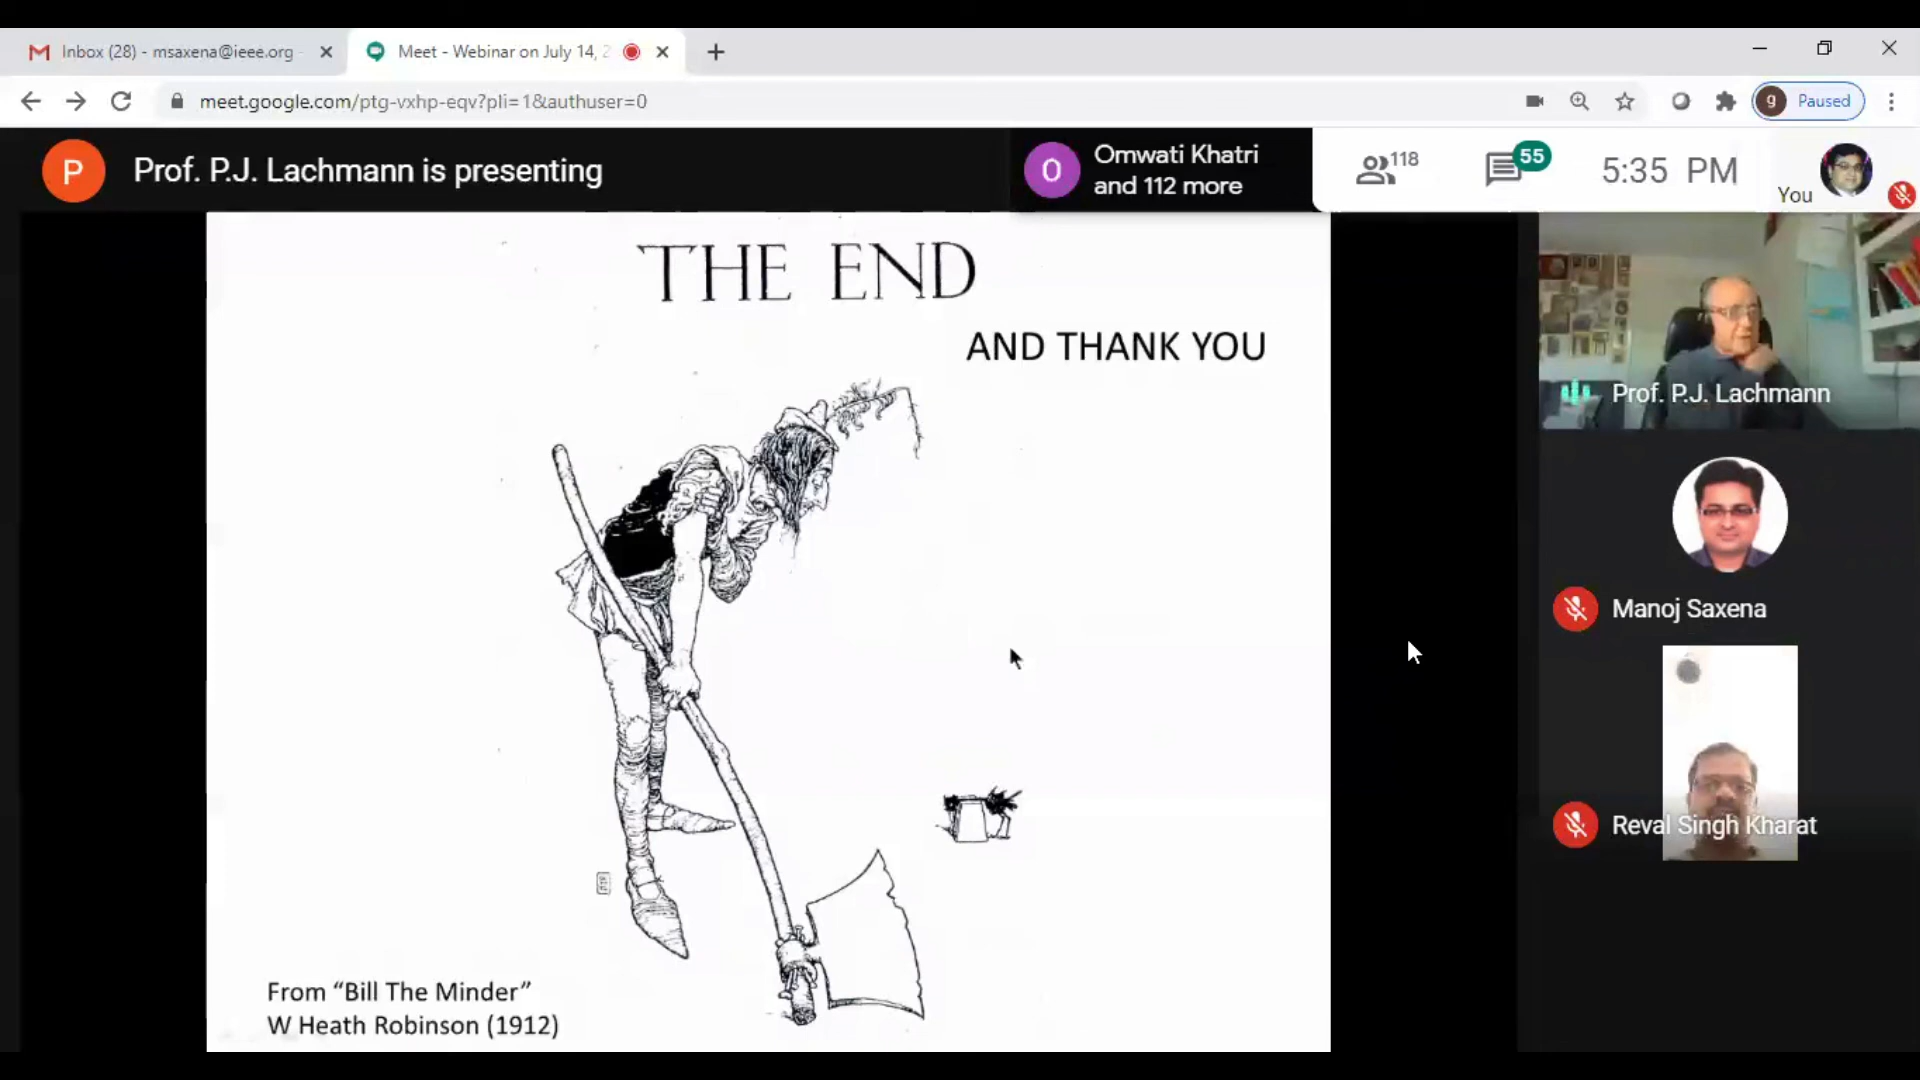 Inbox (28) - msaxena@ieee.org -
Meet - Webinar on July 14, 2
meet.google.com/ptg-vxhp-eqv?pli=1&authuser=0
g Paused
P Prof. P.J. Lachmann is presenting
O Omwati Khatri
and 112 more
118
55
5:35 PM
You
THE END
AND THANK YOU
Prof. P.J. Lachmann
Manoj Saxena
Reval Singh Kharat
From “Bill The Minder”
W Heath Robinson (1912)